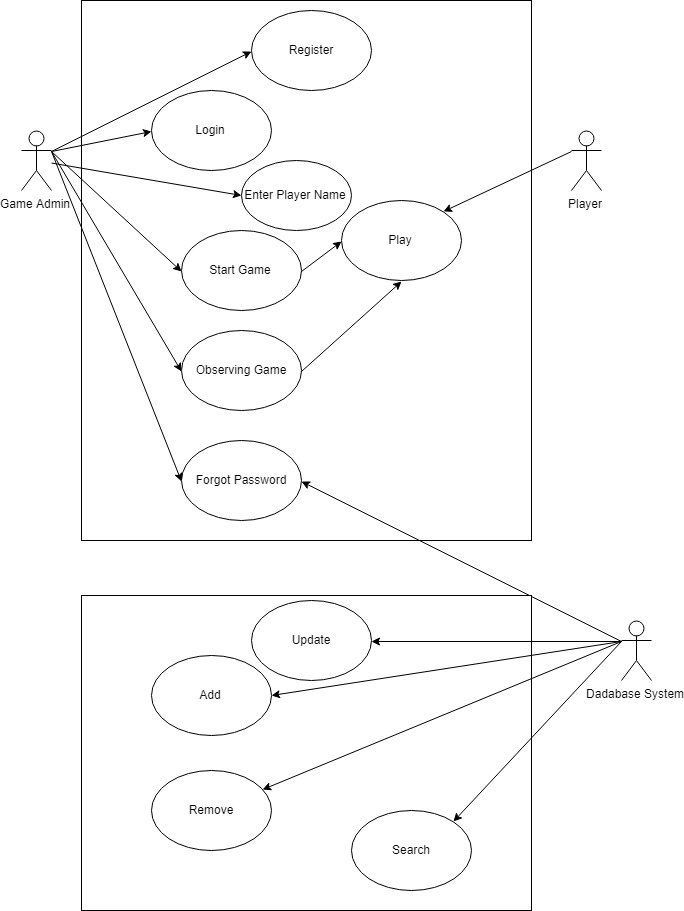 Register
Login
Game Admin
Enter Player Name
Player
Play
Start Game
Observing Game
Forgot Password
Update
Add
Dadabase System
Remove
Search